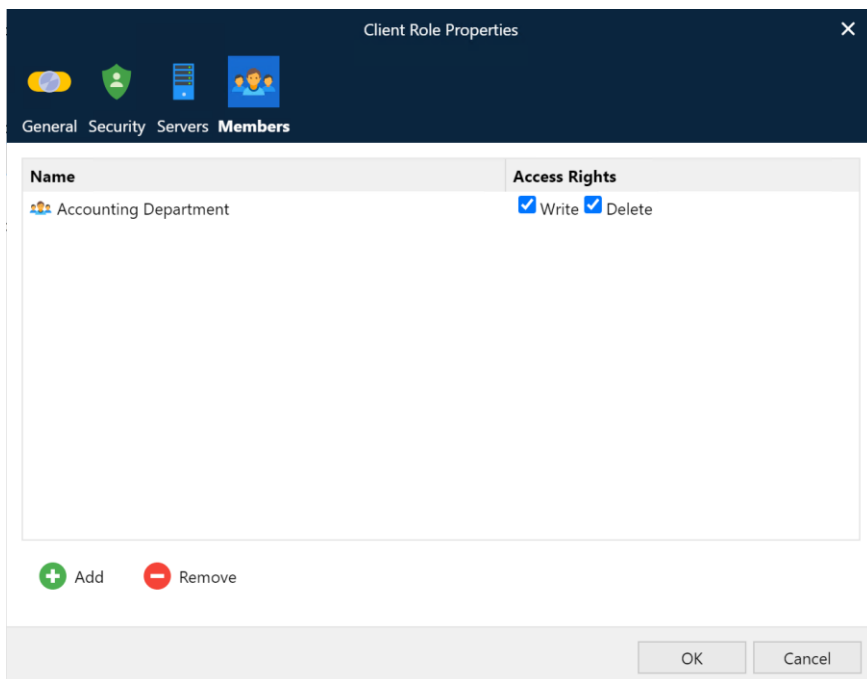 Client Role Properties
General Security Servers Members
Name Access Rights
Accounting Department Write Delete
Add Remove
OK Cancel